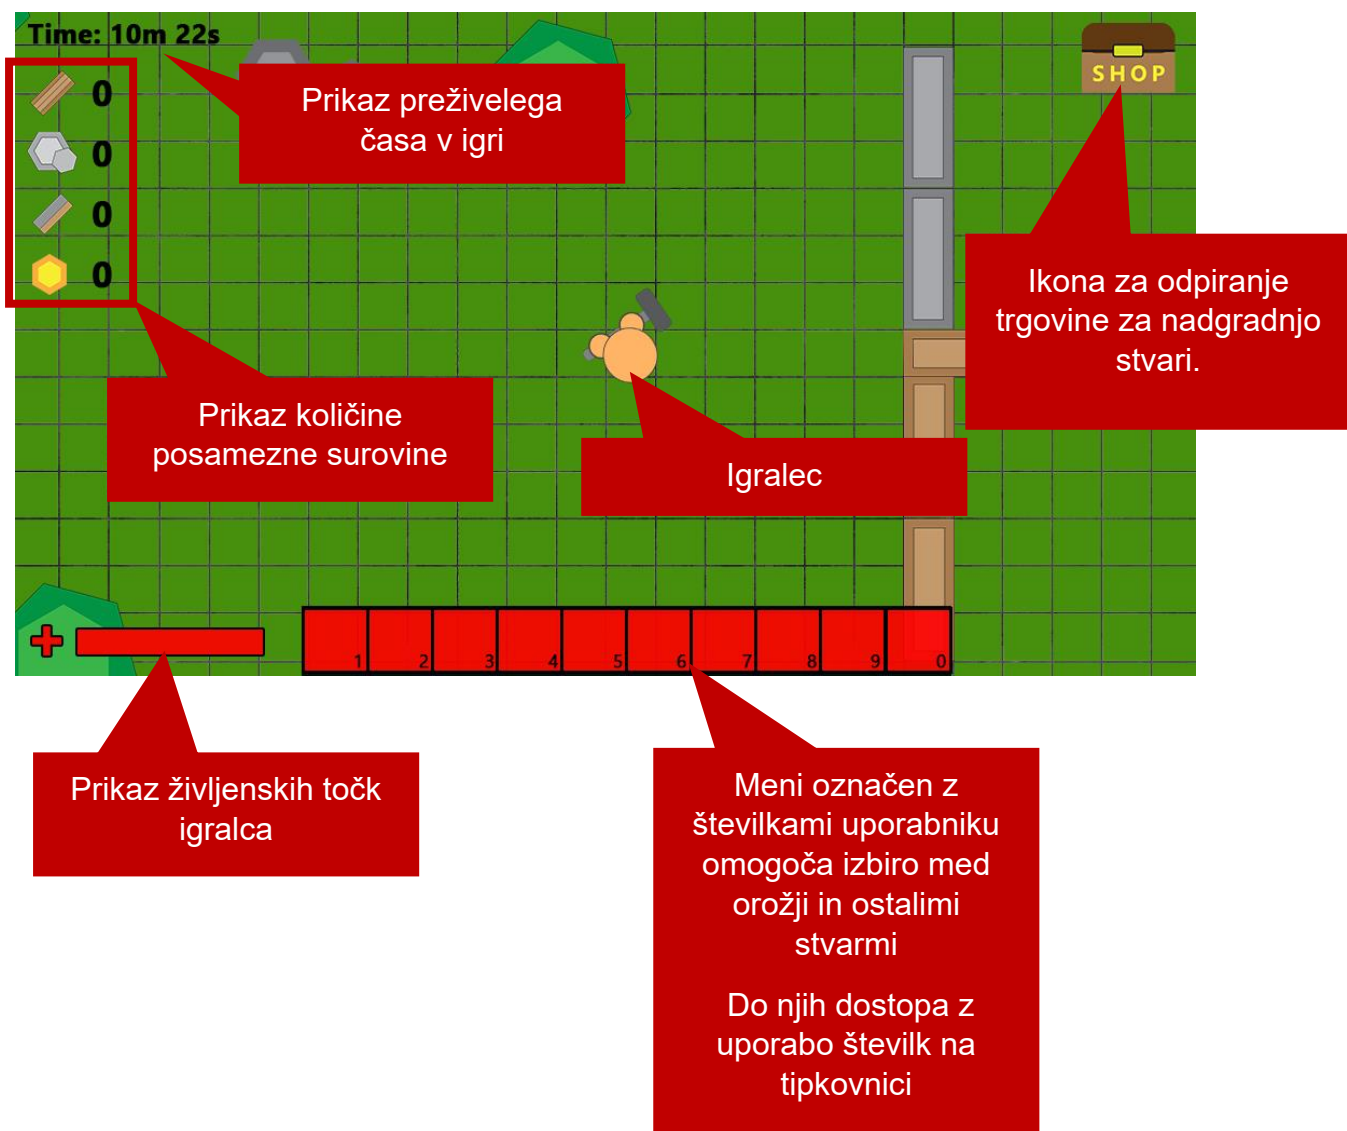 Time: 10m 22s
0
0
0
0
SHOP
Prikaz preživelega
časa v igri
Ikona za odpiranje
trgovine za nadgradnjo
stvari.
Prikaz količine
posamezne surovine
Igralec
1 2 3 4 5 6 7 8 9 0
Prikaz življenskih točk
igralca
Meni označen z
številkami uporabniku
omogoča izbiro med
orožji in ostalimi
stvarmi
Do njih dostopa z
uporabo številk na
tipkovnici